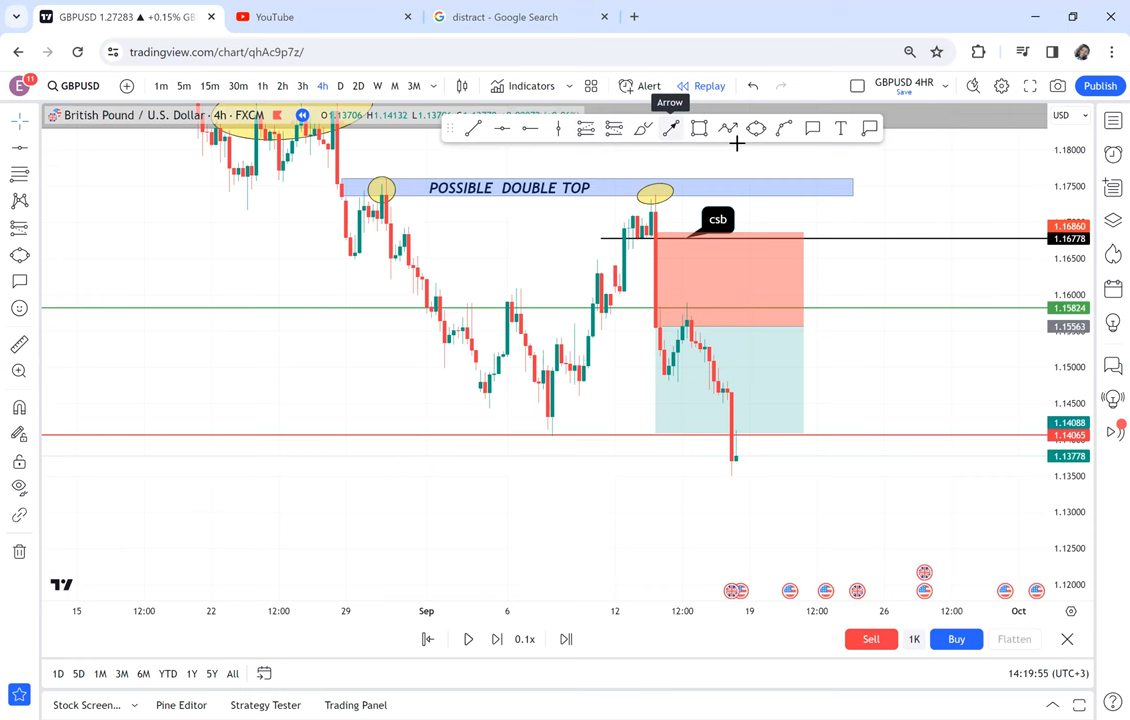 GBPUSD 1.27283 ▲ +0.15% GB
YouTube
distract - Google Search
tradingview.com/chart/qhAc9p7z/
E
11
GBPUSD
1m 5m 15m 30m 1h 2h 3h 4h D 2D W M 3M
Indicators
Alert
Replay
GBPUSD 4HR
Save
Publish
Arrow
British Pound / U.S. Dollar · 4h · FXCM
O1.13706 H1.14132
USD
POSSIBLE DOUBLE TOP
csb
1.18000
1.17500
1.16860
1.16778
1.16500
1.16000
1.15824
1.15563
1.15000
1.14500
1.14088
1.14065
1.13778
1.13500
1.13000
1.12500
1.12000
15 12:00 22 12:00 29 Sep 6 12 12:00 19 12:00 26 12:00 Oct
0.1x
Sell
1K
Buy
Flatten
1D 5D 1M 3M 6M YTD 1Y 5Y All
14:19:55 (UTC+3)
Stock Screen... Pine Editor Strategy Tester Trading Panel